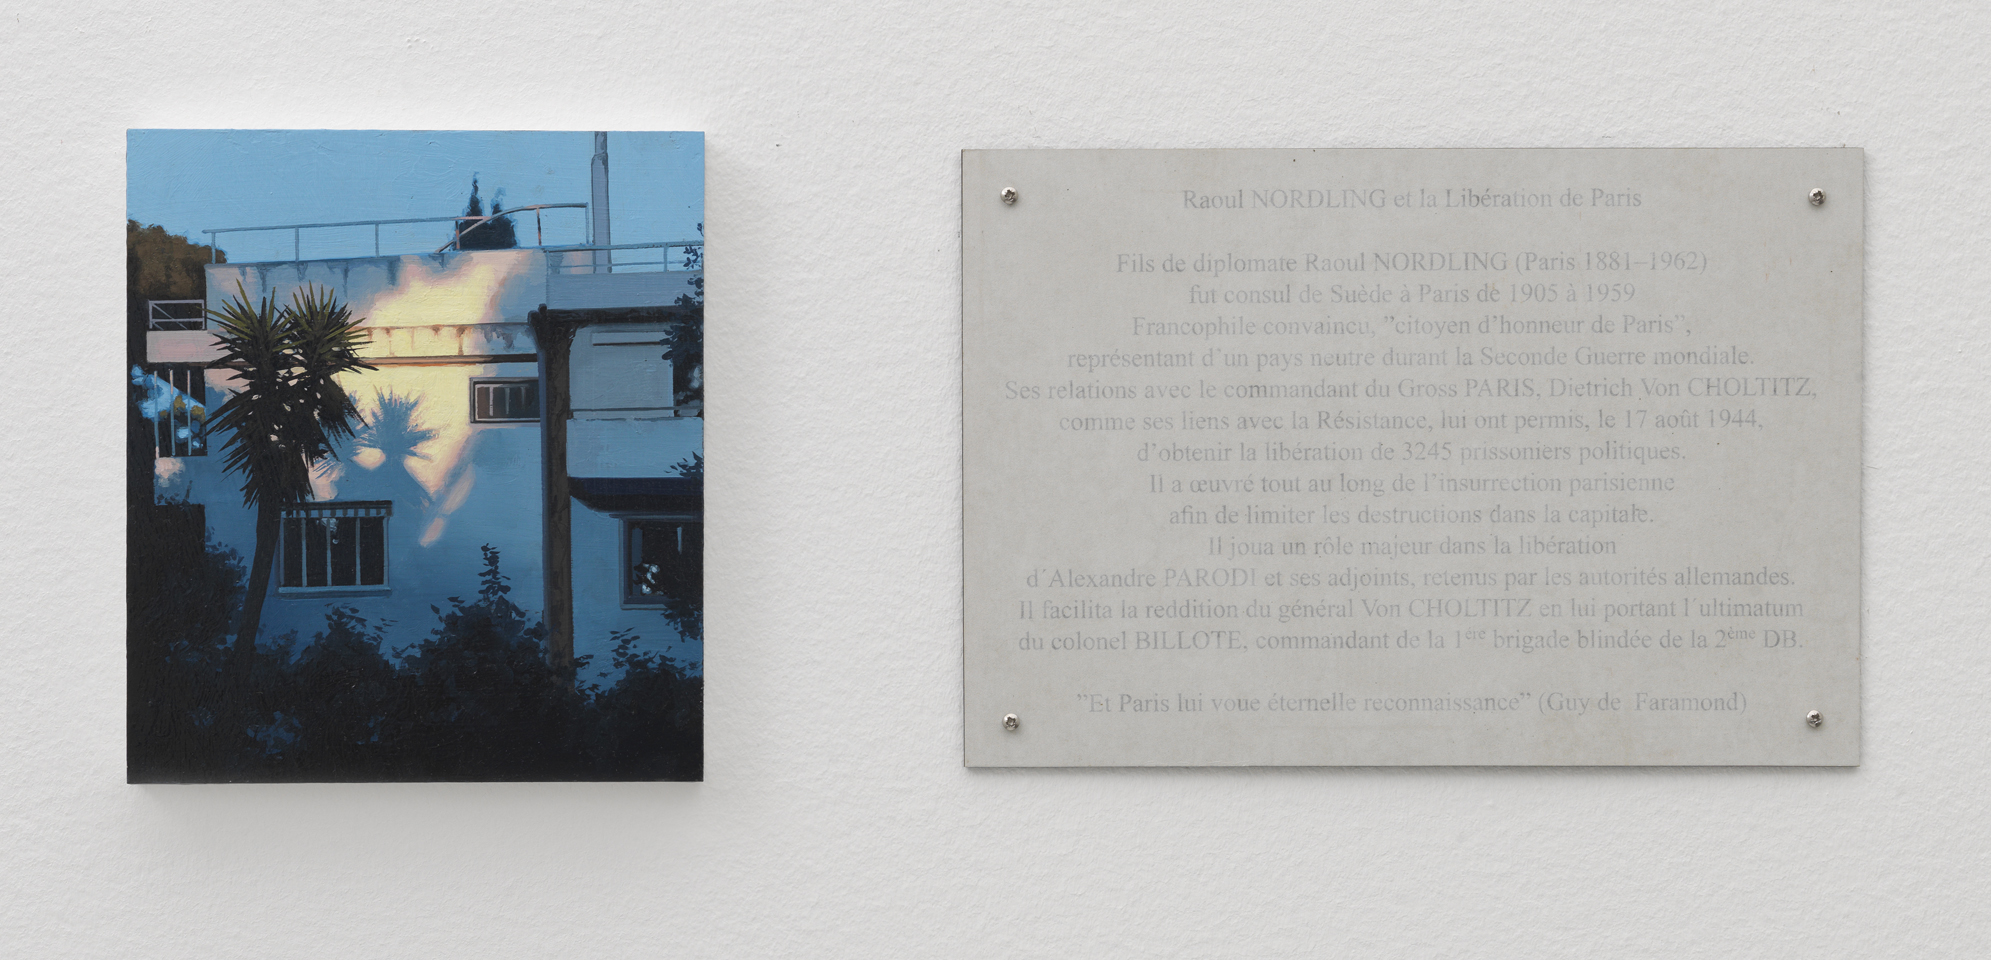 Raoul NORDLING et la Libération de Paris
Fils de diplomate Raoul NORDLING (Paris 1881–1962)
fut consul de Suède à Paris de 1905 à 1959
Francophile convaincu, ”citoyen d’honneur de Paris”,
représentant d’un pays neutre durant la Seconde Guerre mondiale.
Ses relations avec le commandant du Gross PARIS, Dietrich Von CHOLTITZ,
comme ses liens avec la Résistance, lui ont permis, le 17 août 1944,
d’obtenir la libération de 3245 prissoniers politiques.
Il a œuvré tout au long de l’insurrection parisienne
afin de limiter les destructions dans la capitale.
Il joua un rôle majeur dans la libération
d´Alexandre PARODI et ses adjoints, retenus par les autorités allemandes.
Il facilita la reddition du général Von CHOLTITZ en lui portant l´ultimatum
du colonel BILLOTE, commandant de la 1ère brigade blindée de la 2ème DB.
”Et Paris lui voue éternelle reconnaissance” (Guy de Faramond)